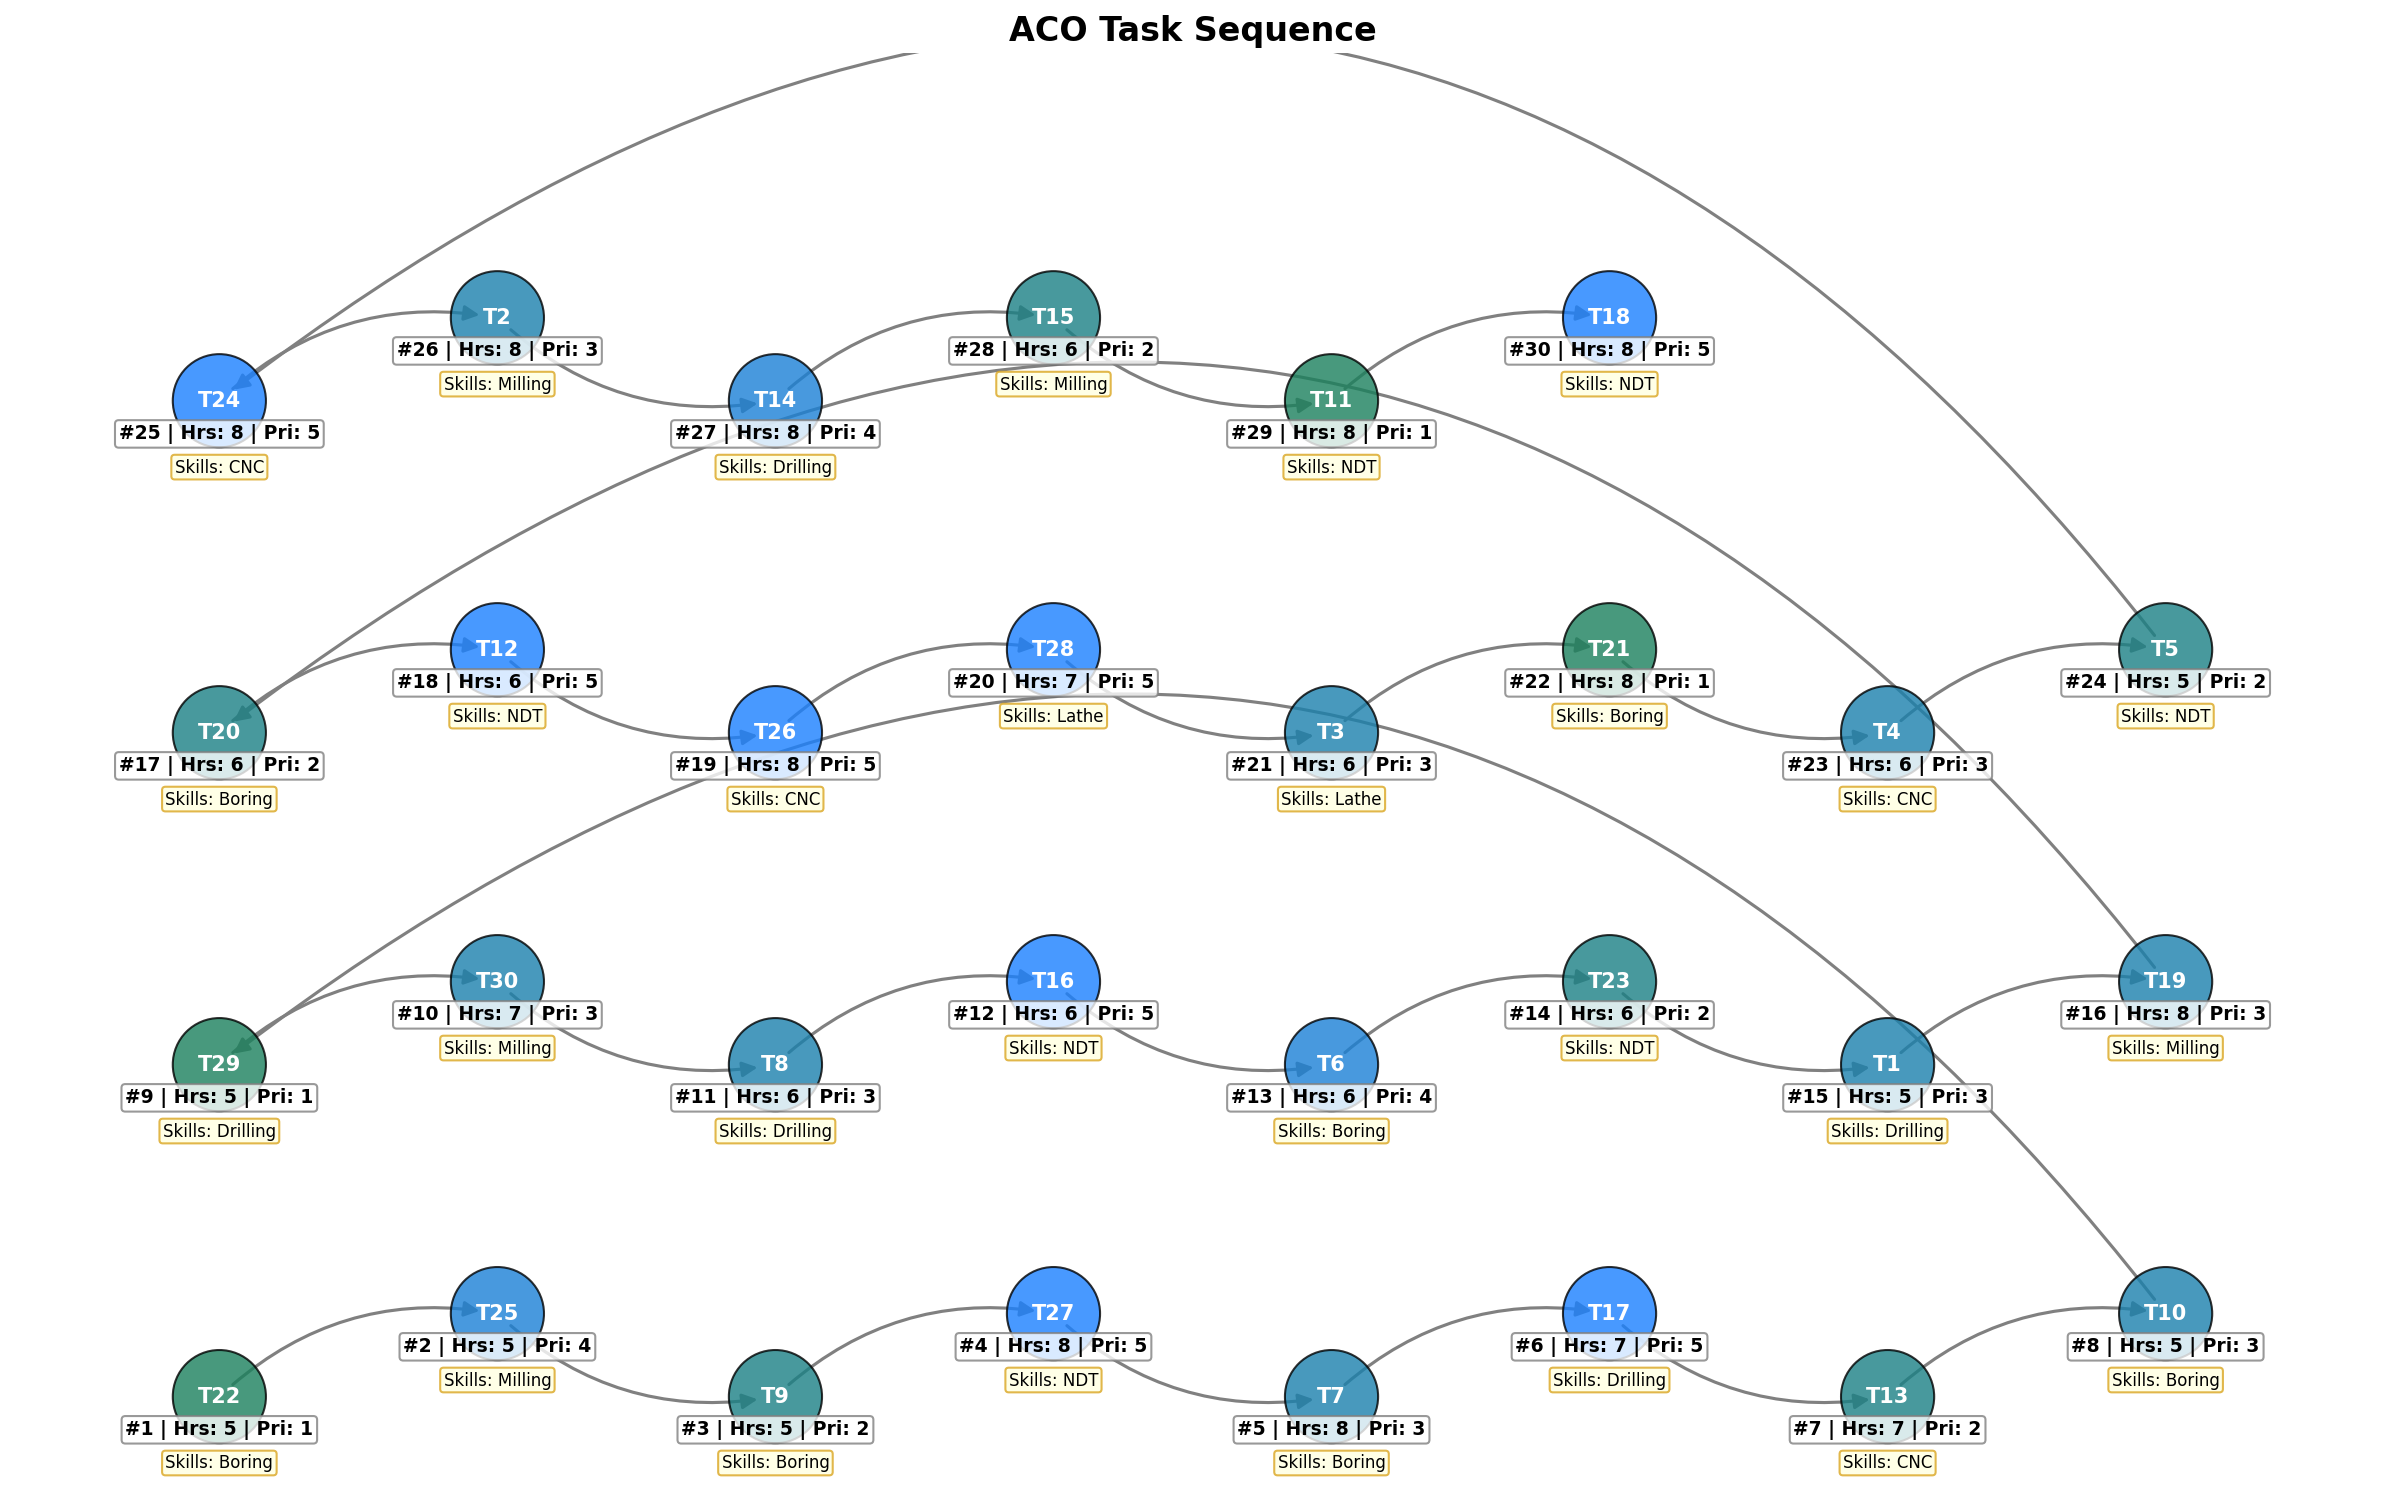 ACO Task Sequence
T2
#26 | Hrs: 8 | Pri: 3
Skills: Milling
T15
#28 | Hrs: 6 | Pri: 2
Skills: Milling
T18
#30 | Hrs: 8 | Pri: 5
Skills: NDT
T24
#25 | Hrs: 8 | Pri: 5
Skills: CNC
T14
#27 | Hrs: 8 | Pri: 4
Skills: Drilling
T11
#29 | Hrs: 8 | Pri: 1
Skills: NDT
T12
#18 | Hrs: 6 | Pri: 5
Skills: NDT
T28
#20 | Hrs: 7 | Pri: 5
Skills: Lathe
T21
#22 | Hrs: 8 | Pri: 1
Skills: Boring
T5
#24 | Hrs: 5 | Pri: 2
Skills: NDT
T20
#17 | Hrs: 6 | Pri: 2
Skills: Boring
T26
#19 | Hrs: 8 | Pri: 5
Skills: CNC
T3
#21 | Hrs: 6 | Pri: 3
Skills: Lathe
T4
#23 | Hrs: 6 | Pri: 3
Skills: CNC
T30
#10 | Hrs: 7 | Pri: 3
Skills: Milling
T16
#12 | Hrs: 6 | Pri: 5
Skills: NDT
T23
#14 | Hrs: 6 | Pri: 2
Skills: NDT
T19
#16 | Hrs: 8 | Pri: 3
Skills: Milling
T29
#9 | Hrs: 5 | Pri: 1
Skills: Drilling
T8
#11 | Hrs: 6 | Pri: 3
Skills: Drilling
T6
#13 | Hrs: 6 | Pri: 4
Skills: Boring
T1
#15 | Hrs: 5 | Pri: 3
Skills: Drilling
T25
#2 | Hrs: 5 | Pri: 4
Skills: Milling
T27
#4 | Hrs: 8 | Pri: 5
Skills: NDT
T17
#6 | Hrs: 7 | Pri: 5
Skills: Drilling
T10
#8 | Hrs: 5 | Pri: 3
Skills: Boring
T22
#1 | Hrs: 5 | Pri: 1
Skills: Boring
T9
#3 | Hrs: 5 | Pri: 2
Skills: Boring
T7
#5 | Hrs: 8 | Pri: 3
Skills: Boring
T13
#7 | Hrs: 7 | Pri: 2
Skills: CNC